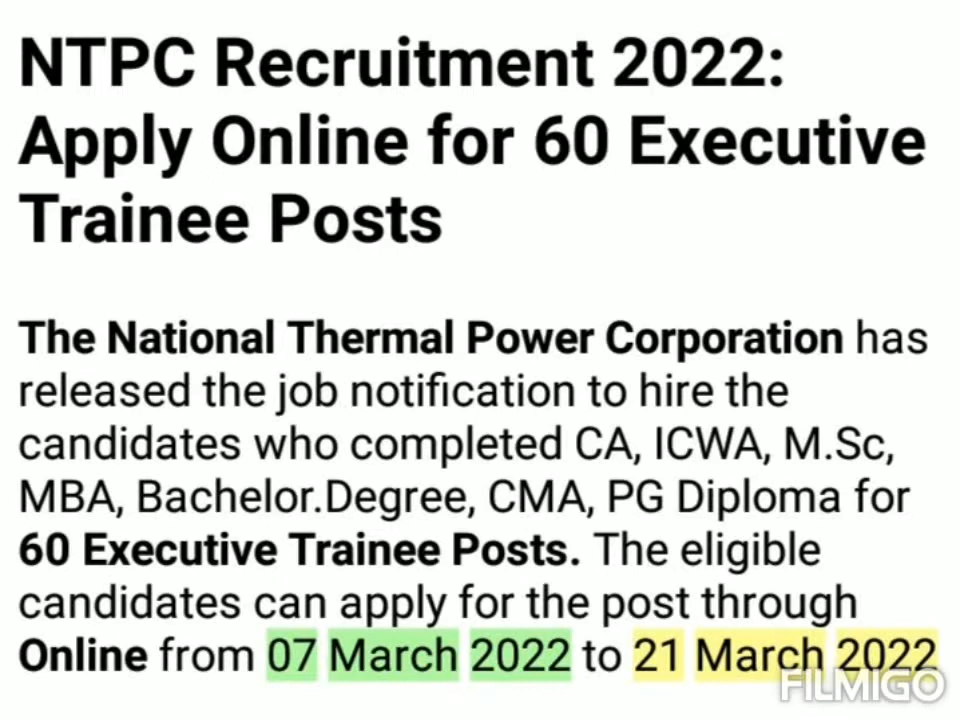 NTPC Recruitment 2022:
Apply Online for 60 Executive
Trainee Posts
The National Thermal Power Corporation has
released the job notification to hire the
candidates who completed CA, ICWA, M.Sc,
MBA, Bachelor.Degree, CMA, PG Diploma for
60 Executive Trainee Posts. The eligible
candidates can apply for the post through
Online from 07 March 2022 to 21 March 2022
FILMIGO